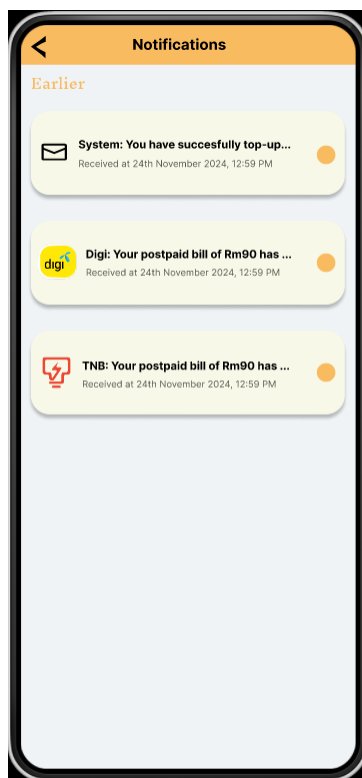 Notifications
Earlier
System: You have succesfully top-up...
Received at 24th November 2024, 12:59 PM
digi
Digi: Your postpaid bill of Rm90 has ...
Received at 24th November 2024, 12:59 PM
TNB: Your postpaid bill of Rm90 has ...
Received at 24th November 2024, 12:59 PM